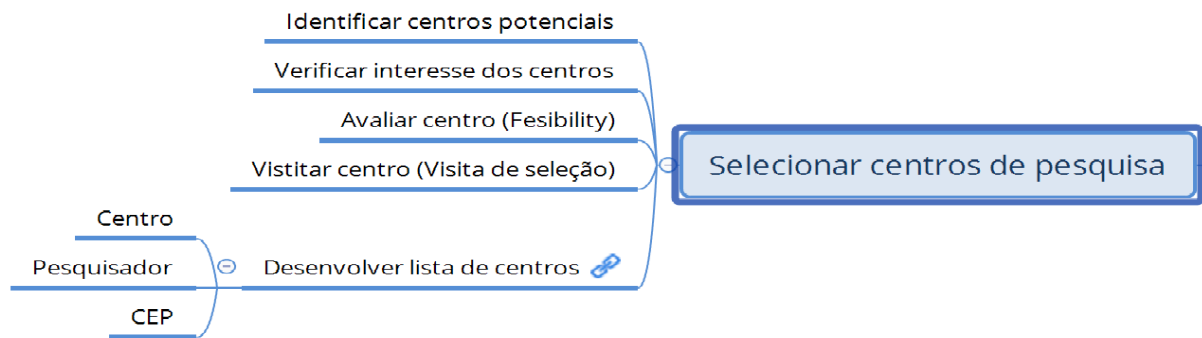 Identificar centros potenciais
Verificar interesse dos centros
Avaliar centro (Fesibility)
Vistitar centro (Visita de seleção)
Selecionar centros de pesquisa
Desenvolver lista de centros
Centro
Pesquisador
CEP